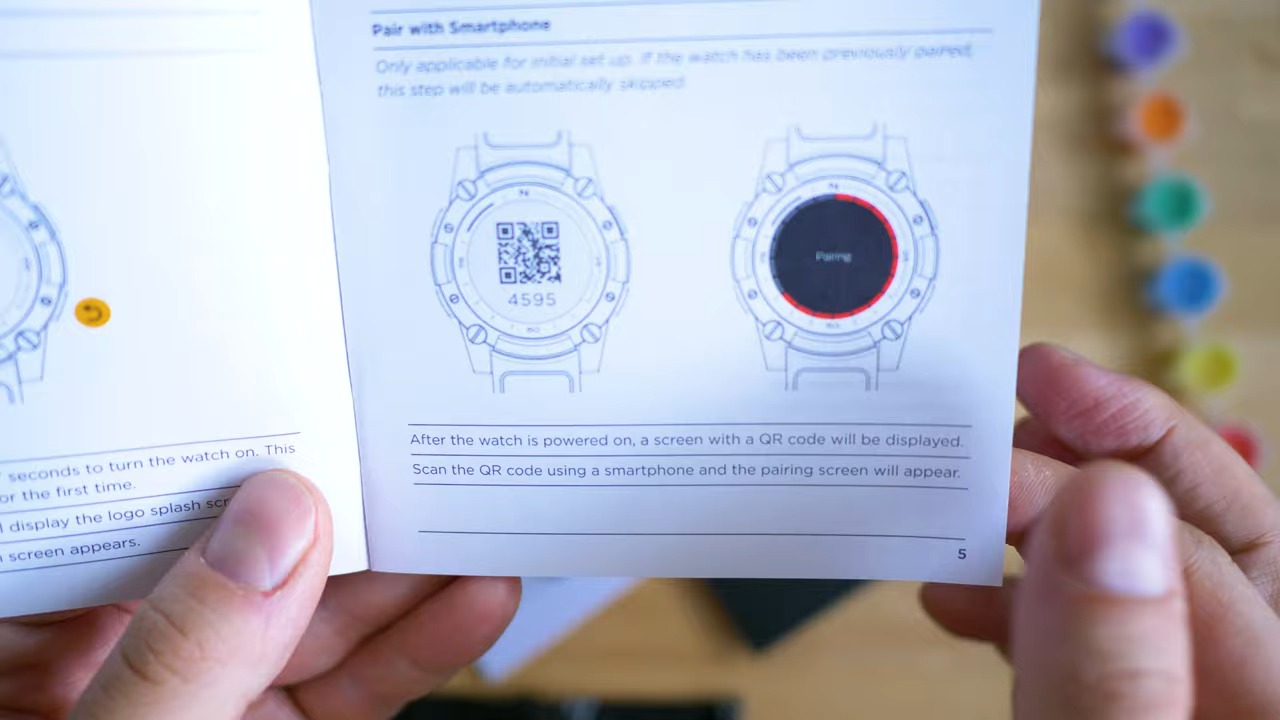 seconds to turn the watch on. This
or the first time.
display the logo splash
screen appears.
Pair with Smartphone
Only applicable for initial set up. If the watch has been previously paired,
this step will be automatically skipped.
N
4595
N
Pairing
After the watch is powered on, a screen with a QR code will be displayed.
Scan the QR code using a smartphone and the pairing screen will appear.
5